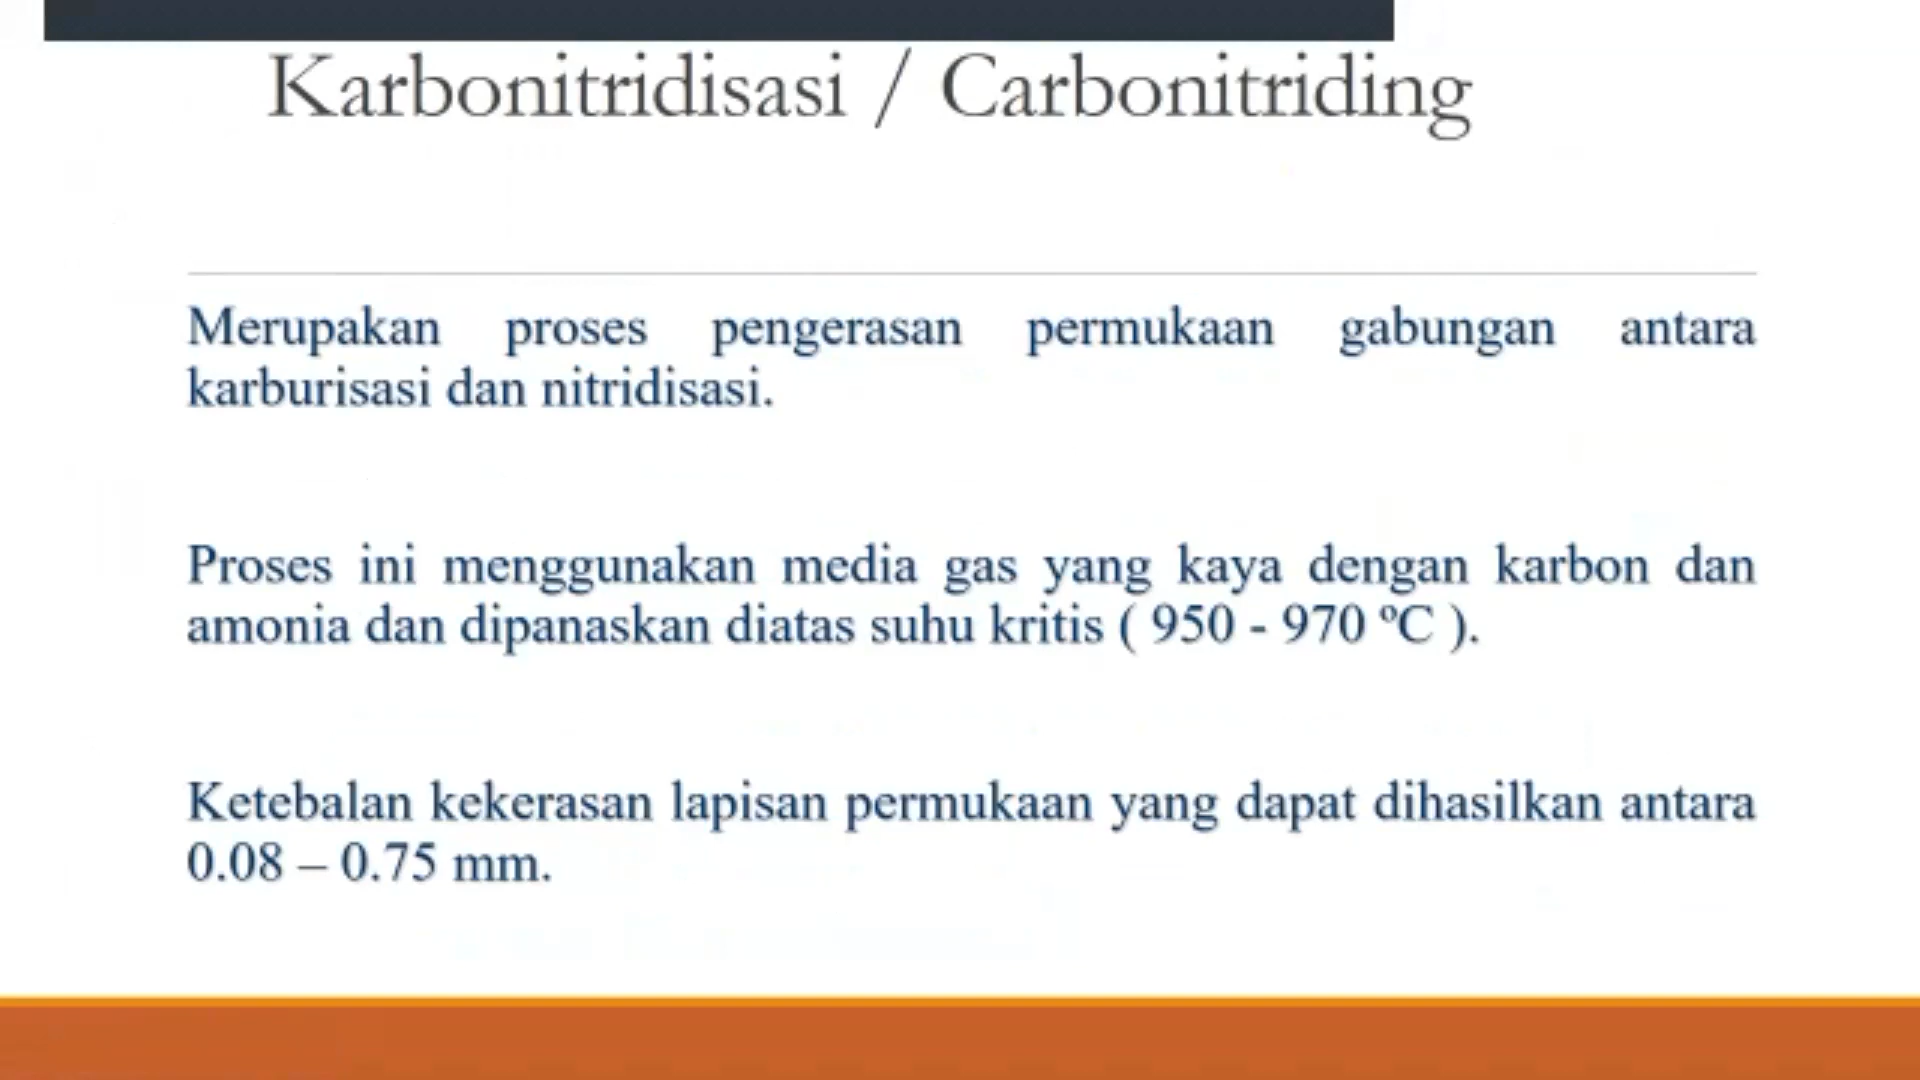 Karbonitridisasi / Carbonitriding
Merupakan proses pengerasan permukaan gabungan antara
karburisasi dan nitridisasi.
Proses ini menggunakan media gas yang kaya dengan karbon dan
amonia dan dipanaskan diatas suhu kritis ( 950 - 970 ºC ).
Ketebalan kekerasan lapisan permukaan yang dapat dihasilkan antara
0.08 – 0.75 mm.